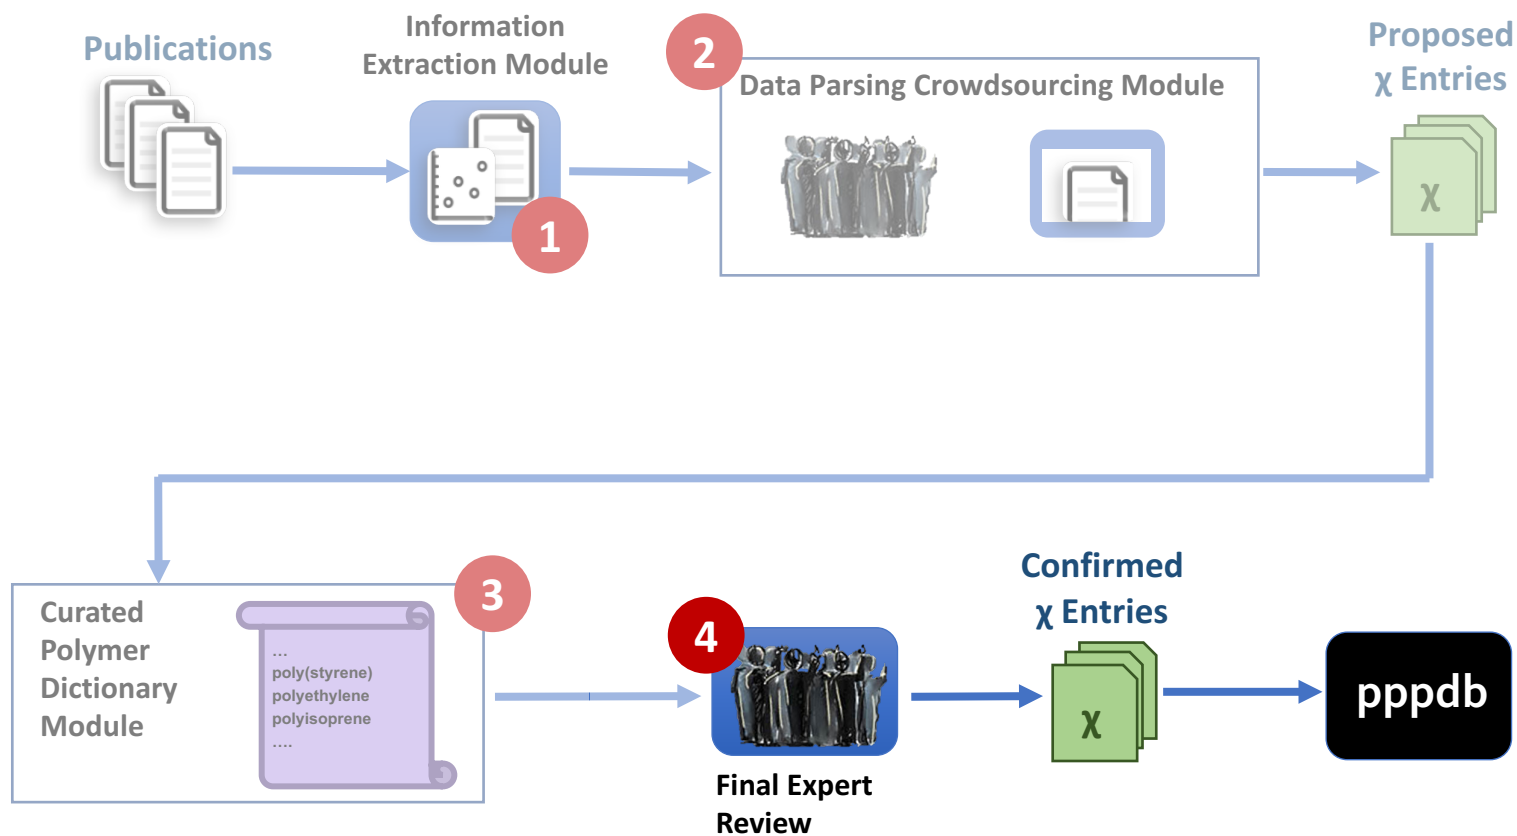 Publications
Information
Extraction Module
1
2
Data Parsing Crowdsourcing Module
Proposed
χ Entries
χ
Curated
Polymer
Dictionary
Module
...
poly(styrene)
polyethylene
polyisoprene
....
3
4
Final Expert
Review
Confirmed
χ Entries
χ
pppdb